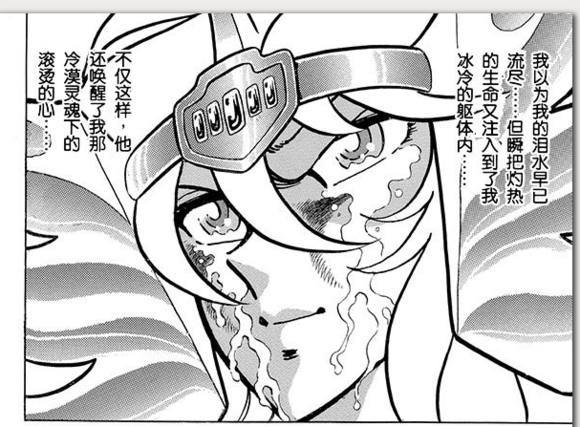 我以为我的泪水早已
流尽……但瞬把灼热
的生命又注入到了我
冰冷的躯体内……
不仅这样，他
还唤醒了我那
冷漠灵魂下的
滚烫的心……